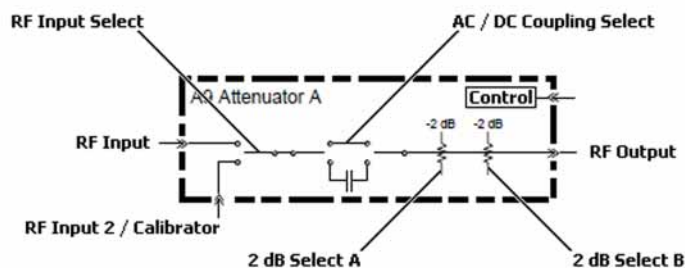 RF Input Select
AC / DC Coupling Select
A9 Attenuator A
Control
-2 dB
-2 dB
RF Input
RF Output
RF Input 2 / Calibrator
2 dB Select A
2 dB Select B